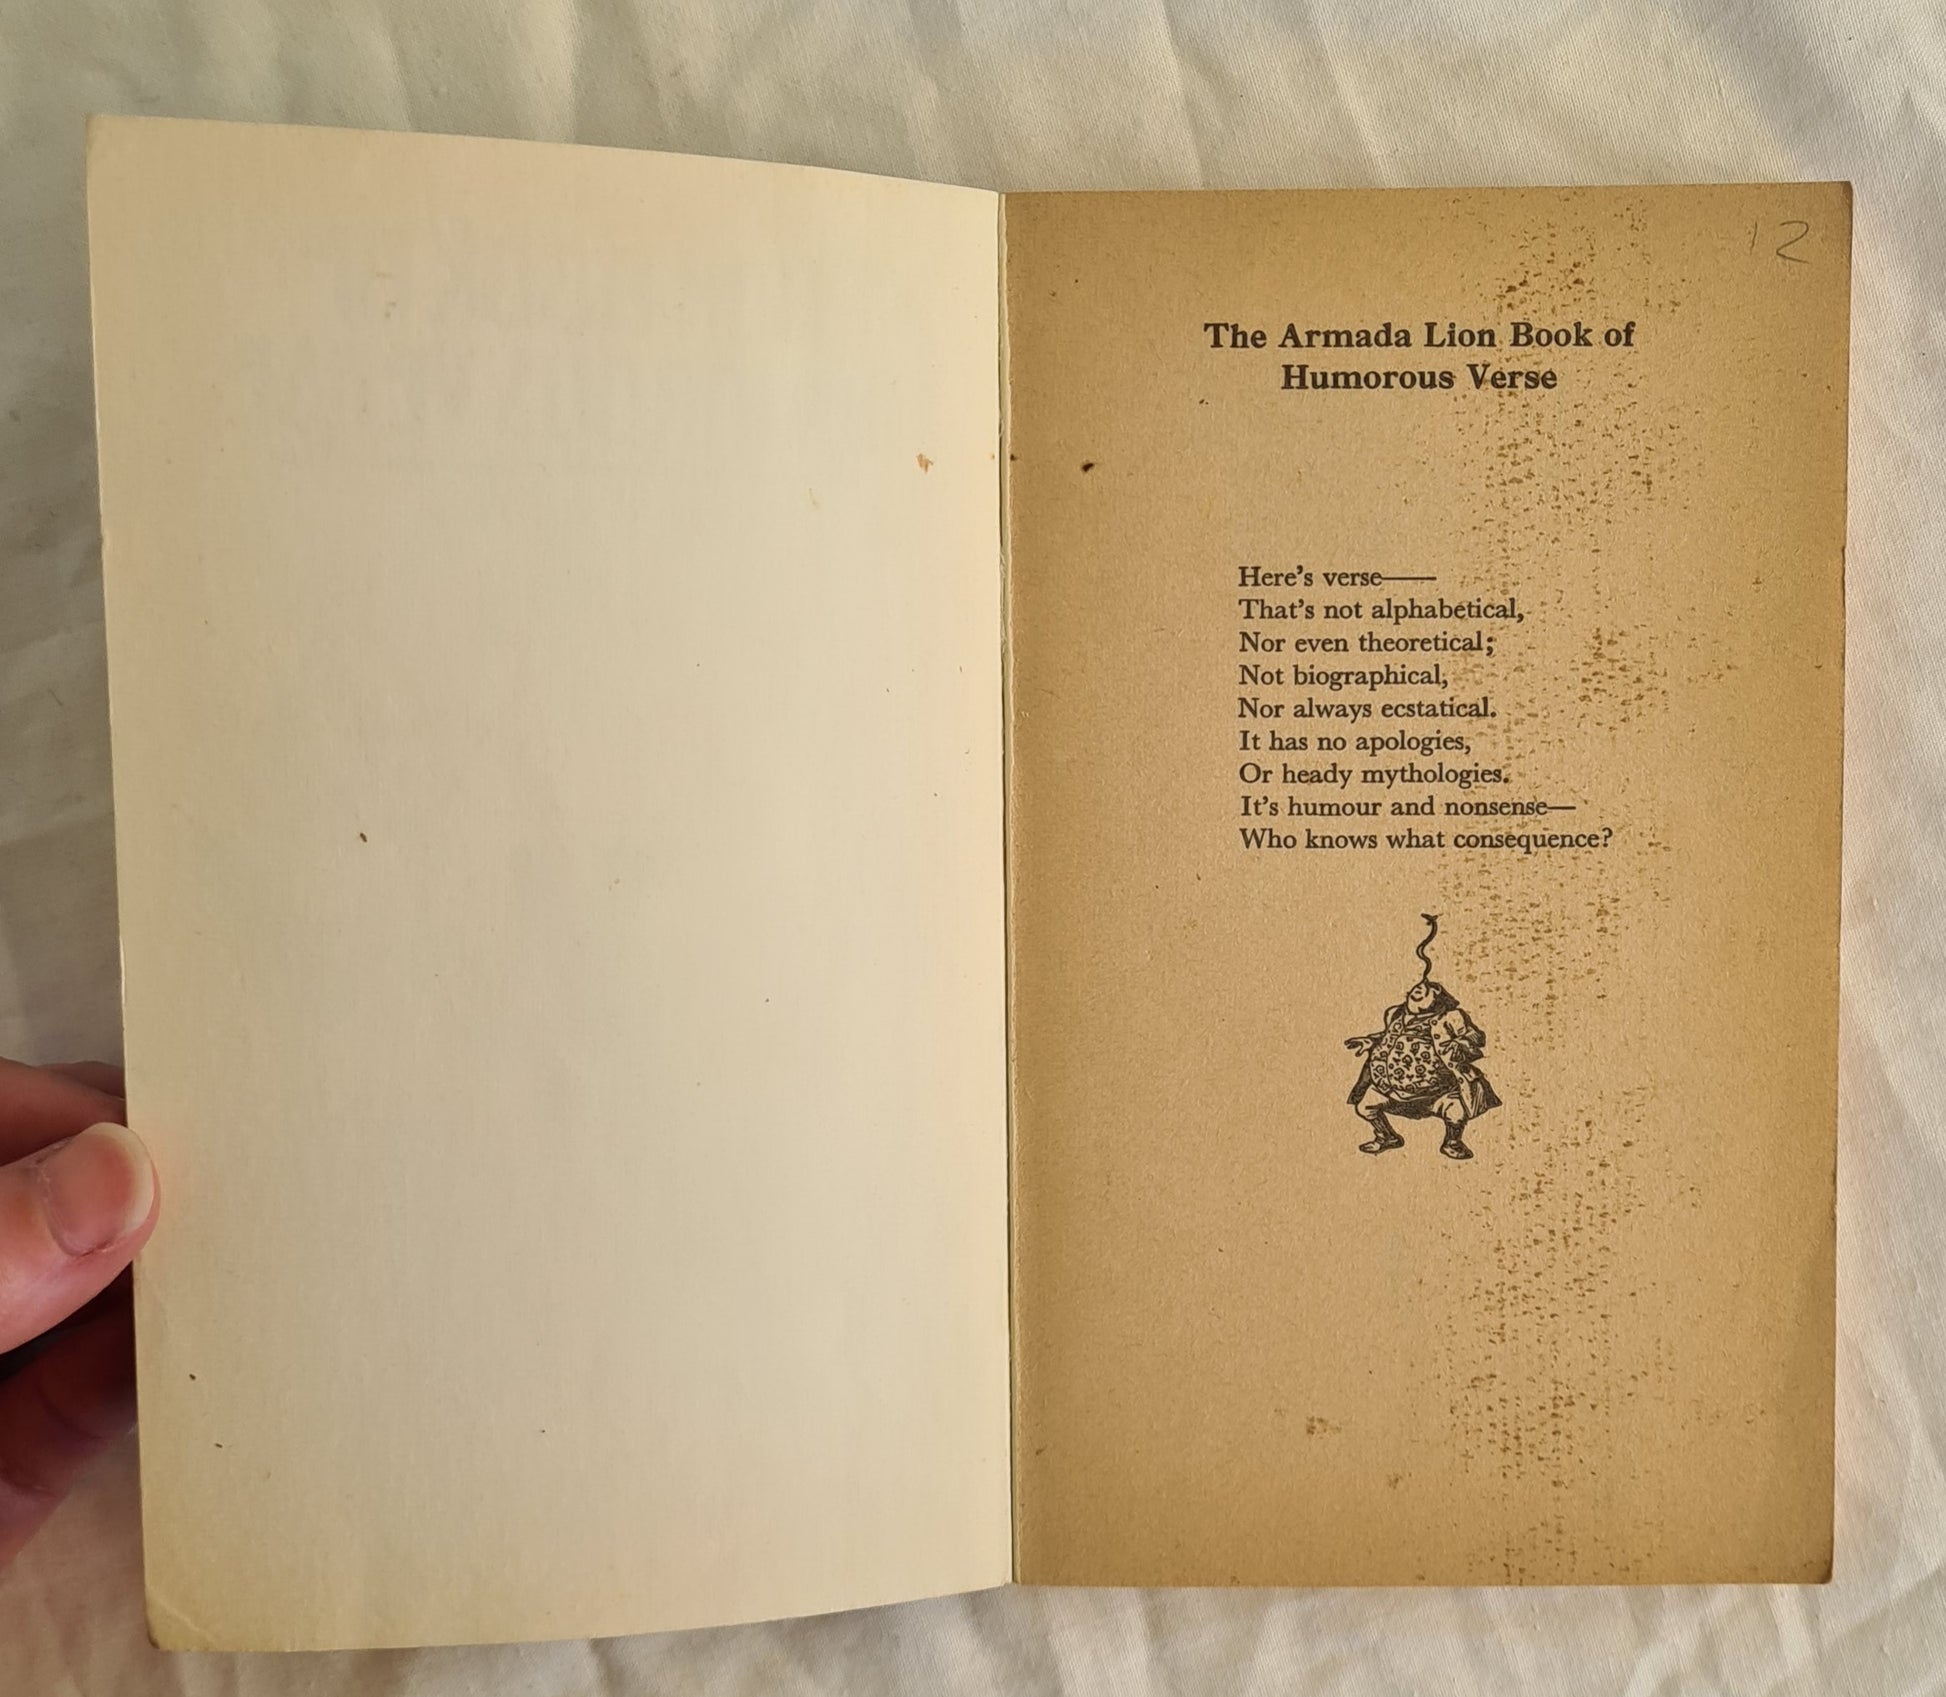 12
The Armada Lion Book of
Humorous Verse
Here's verse——
That's not alphabetical,
Nor even theoretical;
Not biographical,
Nor always ecstatical.
It has no apologies,
Or heady mythologies.
It's humour and nonsense—
Who knows what consequence?